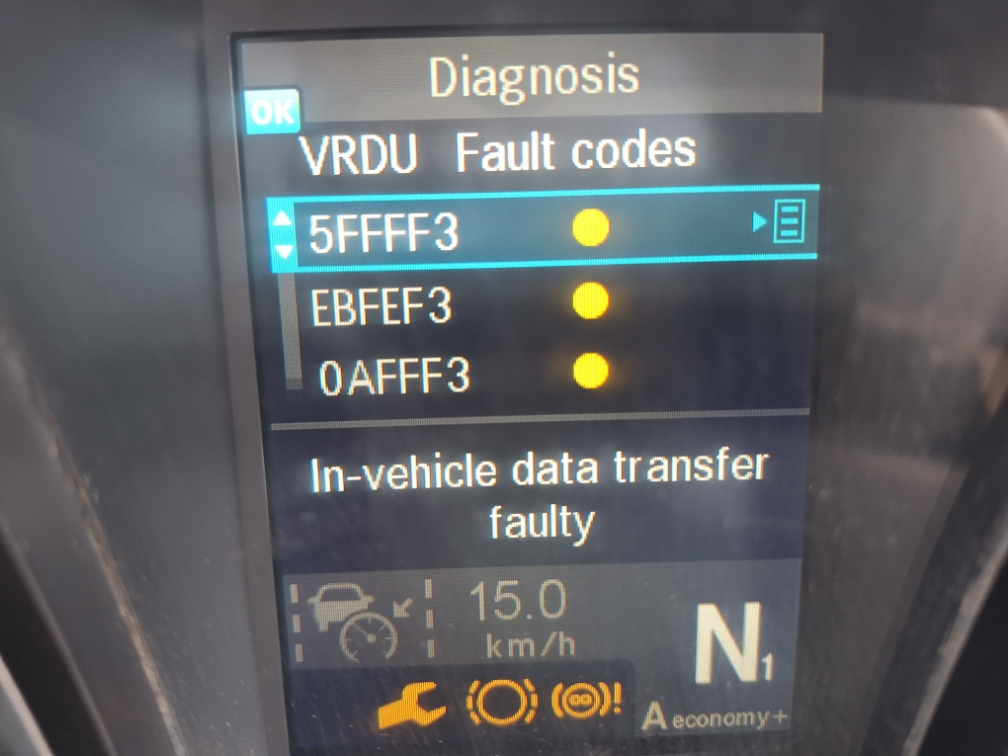 Diagnosis
OK
VRDU Fault codes
5FFFF3
EBFEF3
0AFFF3
In-vehicle data transfer
faulty
15.0
km/h
N1
A economy+